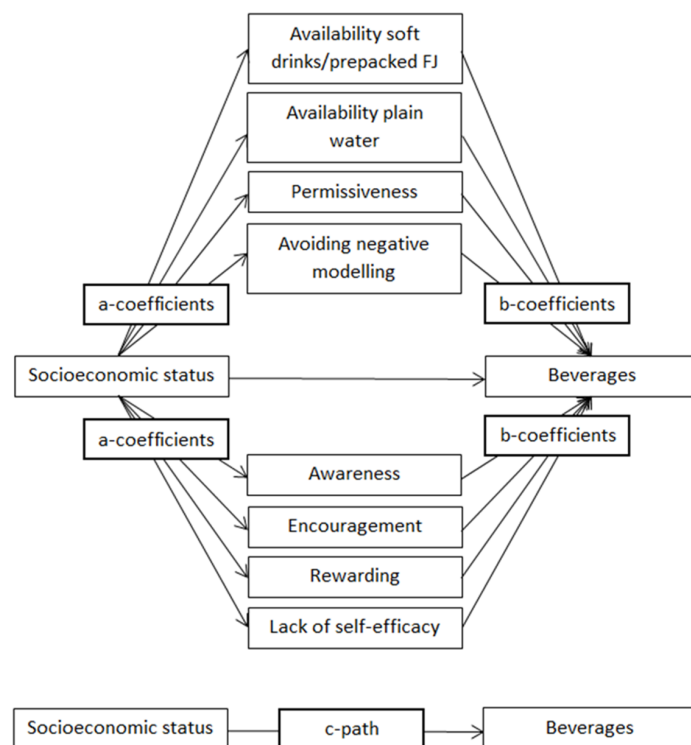 Availability soft
drinks/prepacked FJ
Availability plain
water
Permissiveness
Avoiding negative
modelling
a-coefficients
b-coefficients
Socioeconomic status
Beverages
a-coefficients
b-coefficients
Awareness
Encouragement
Rewarding
Lack of self-efficacy
Socioeconomic status
c-path
Beverages